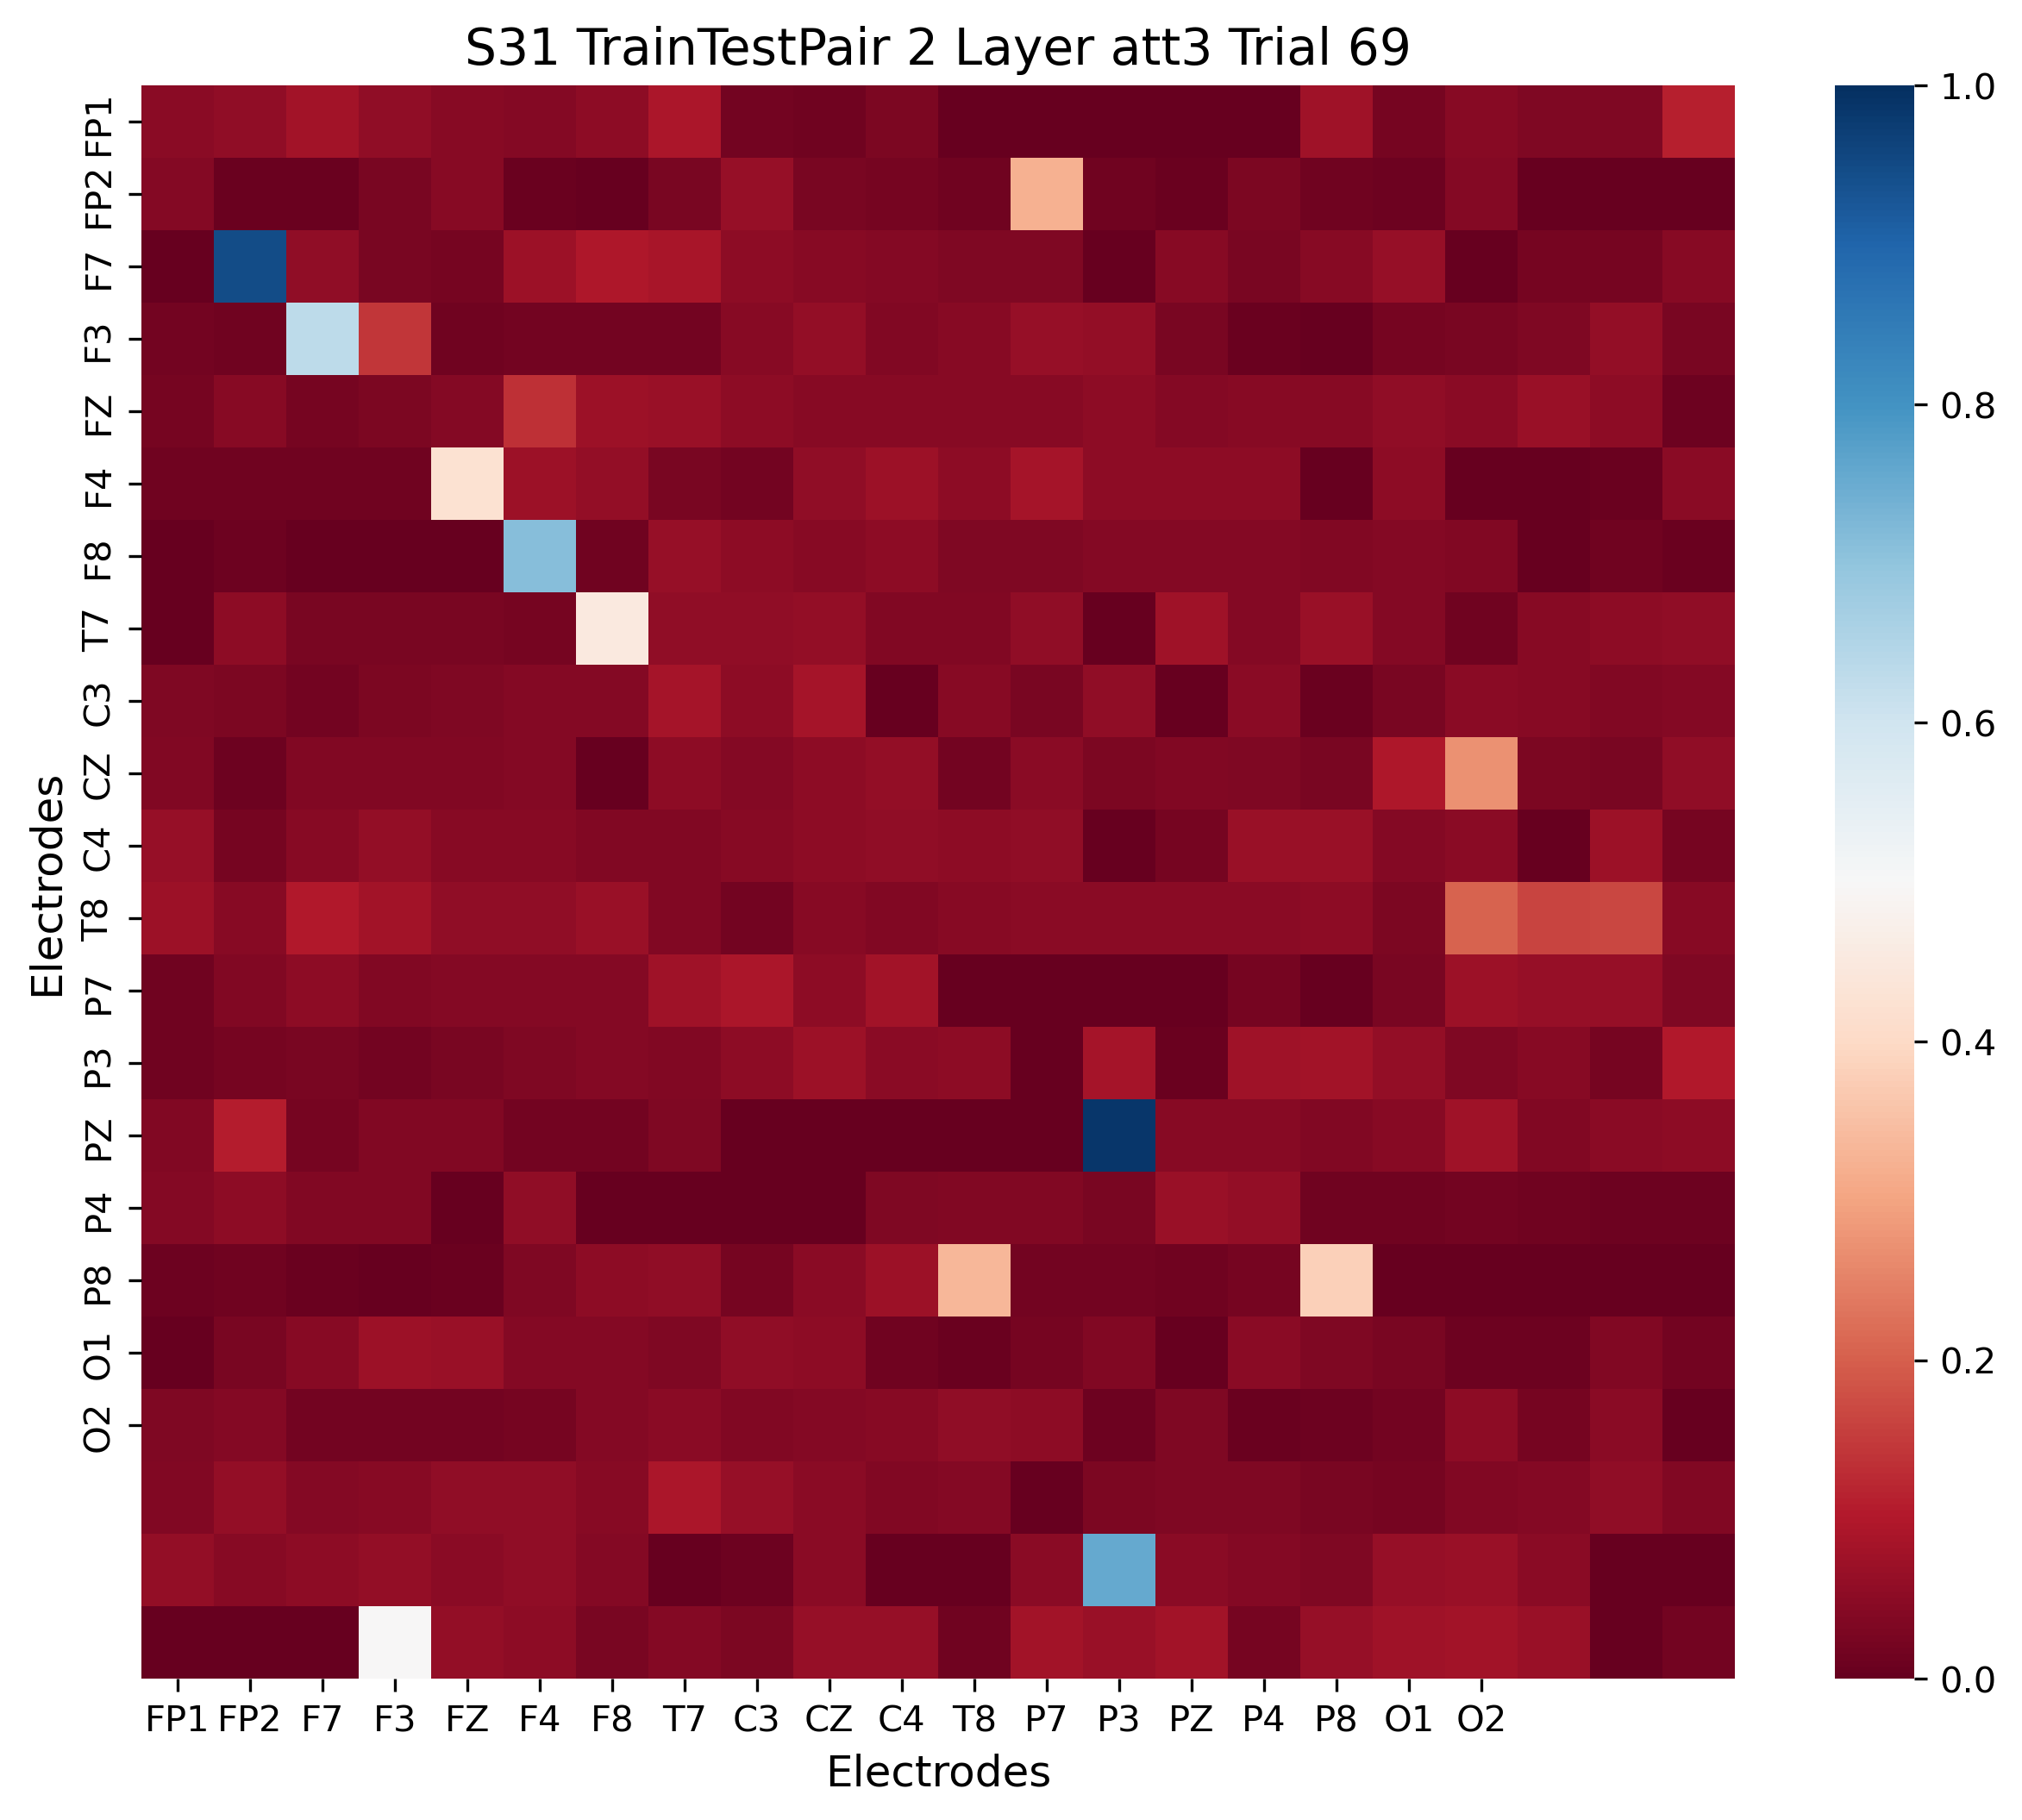 S31 TrainTestPair 2 Layer att3 Trial 69
Electrodes
FP1
FP2
F7
F3
FZ
F4
F8
T7
C3
CZ
C4
T8
P7
P3
PZ
P4
P8
O1
O2
FP1 FP2 F7 F3 FZ F4 F8 T7 C3 CZ C4 T8 P7 P3 PZ P4 P8 O1 O2
Electrodes
1.0
0.8
0.6
0.4
0.2
0.0